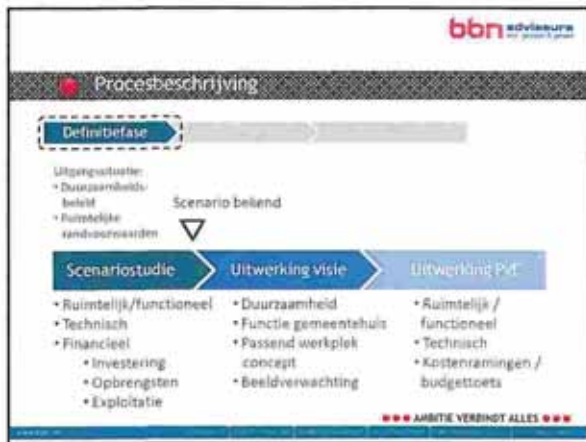 bbn adviseurs
Procesbeschrijving
Definitiefase
Uitgangssituatie:
• Duurzaamheids-
beleid
• Ruimtelijke
randvoorwaarden
Scenario bekend
Scenariostudie
Uitwerking visie
Uitwerking PvE
• Ruimtelijk/functioneel
• Technisch
• Financieel
• Investering
• Opbrengsten
• Exploitatie
• Duurzaamheid
• Functie gemeentehuis
• Passend werkplek
concept
• Beeldverwachting
• Ruimtelijk /
functioneel
• Technisch
• Kostenramingen /
budgettoets
AMBITIE VERBINDT ALLES